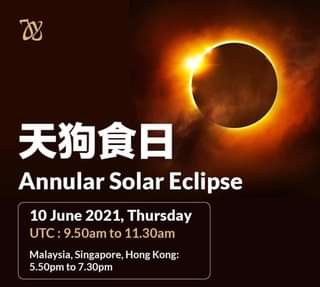 天狗食日
Annular Solar Eclipse
10 June 2021, Thursday
UTC : 9.50am to 11.30am
Malaysia, Singapore, Hong Kong:
5.50pm to 7.30pm